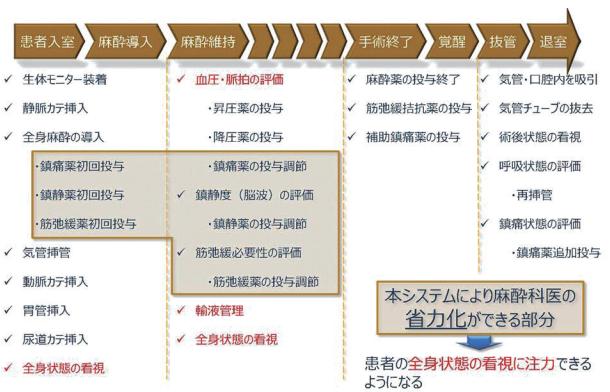 患者入室
麻酔導入
麻酔維持
手術終了
覚醒
抜管
退室
✓ 生体モニター装着
✓ 静脈カテ挿入
✓ 全身麻酔の導入
・鎮痛薬初回投与
・鎮静薬初回投与
・筋弛緩薬初回投与
✓ 気管挿管
✓ 動脈カテ挿入
✓ 胃管挿入
✓ 尿道カテ挿入
✓ 全身状態の看視
✓ 血圧・脈拍の評価
・昇圧薬の投与
・降圧薬の投与
・鎮痛薬の投与調節
✓ 鎮静度（脳波）の評価
・鎮静薬の投与調節
✓ 筋弛緩必要性の評価
・筋弛緩薬の投与調節
✓ 輸液管理
✓ 全身状態の看視
✓ 麻酔薬の投与終了
✓ 筋弛緩拮抗薬の投与
✓ 補助鎮痛薬の投与
✓ 気管・口腔内を吸引
✓ 気管チューブの抜去
✓ 術後状態の看視
✓ 呼吸状態の評価
・再挿管
✓ 鎮痛状態の評価
・鎮痛薬追加投与
本システムにより麻酔科医の
省力化ができる部分
患者の全身状態の看視に注力できる
ようになる